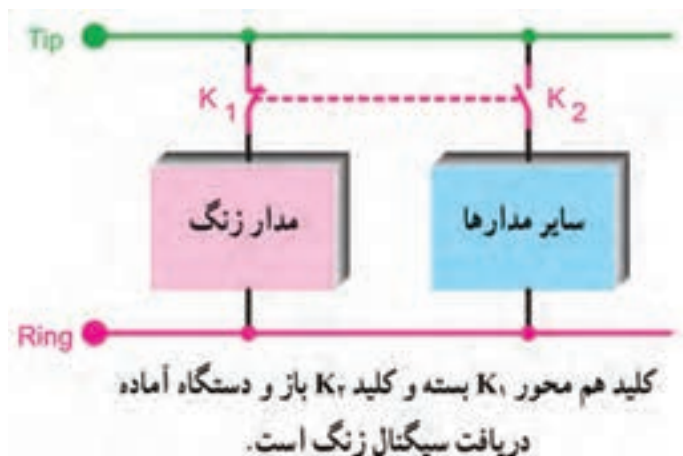 Tip
K1 K2
مدار زنگ سایر مدارها
Ring
کلید هم محور K۱ بسته و کلید K۲ باز و دستگاه آماده
دریافت سیگنال زنگ است.